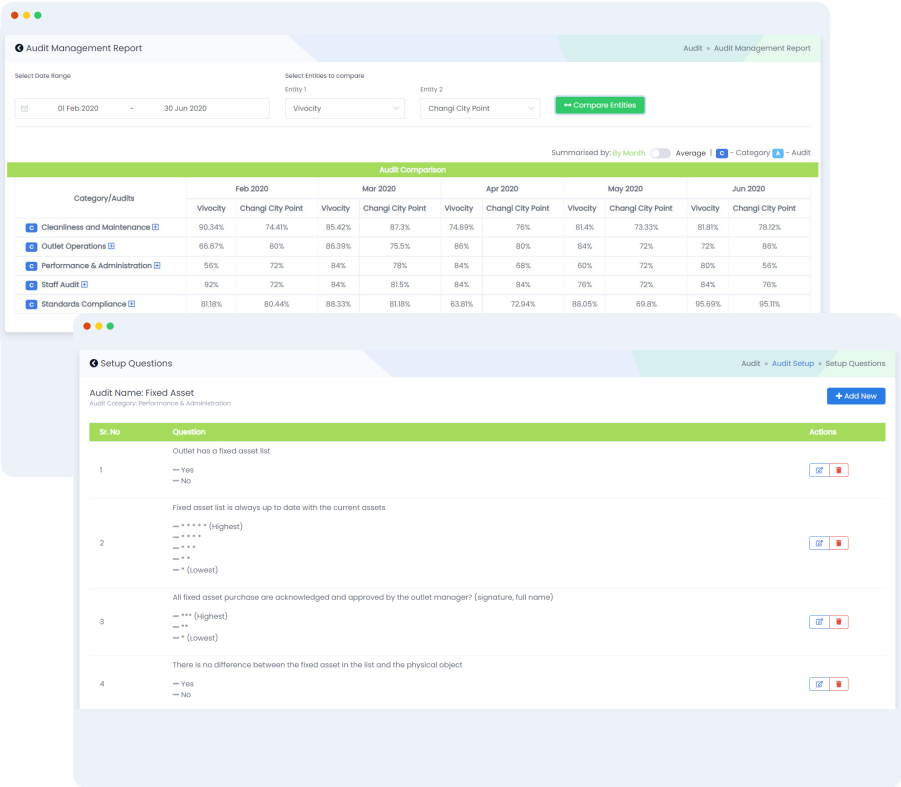 Audit Management Report
Audit » Audit Management Report
Select Date Range
Select Entities to compare
Entity 1
Entity 2
01 Feb 2020 - 30 Jun 2020
Vivocity
Changi City Point
Compare Entities
Summarised by: By Month Average | C - Category A - Audit
Audit Comparison
Category/Audits Feb 2020 Mar 2020 Apr 2020 May 2020 Jun 2020
Vivocity Changi City Point Vivocity Changi City Point Vivocity Changi City Point Vivocity Changi City Point Vivocity Changi City Point
C Cleanliness and Maintenance 90.34% 74.41% 85.42% 87.3% 74.89% 76% 81.4% 73.33% 81.81% 78.12%
C Outlet Operations 66.67% 80% 86.39% 75.5% 86% 80% 84% 72% 72% 86%
C Performance & Administration 56% 72% 84% 78% 84% 68% 60% 72% 80% 56%
C Staff Audit 92% 72% 84% 81.5% 84% 84% 76% 72% 84% 76%
C Standards Compliance 81.18% 80.44% 88.33% 81.18% 63.81% 72.94% 88.05% 69.8% 95.69% 95.11%
Setup Questions
Audit » Audit Setup » Setup Questions
Audit Name: Fixed Asset
Audit Category: Performance & Administration
+ Add New
Sr. No Question Actions
Outlet has a fixed asset list
1
— Yes
— No
Fixed asset list is always up to date with the current assets
2
— * * * * * (Highest)
— * * * *
— * * *
— * *
— * (Lowest)
All fixed asset purchase are acknowledged and approved by the outlet manager? (signature, full name)
3
— *** (Highest)
— **
— * (Lowest)
There is no difference between the fixed asset in the list and the physical object
4
— Yes
— No